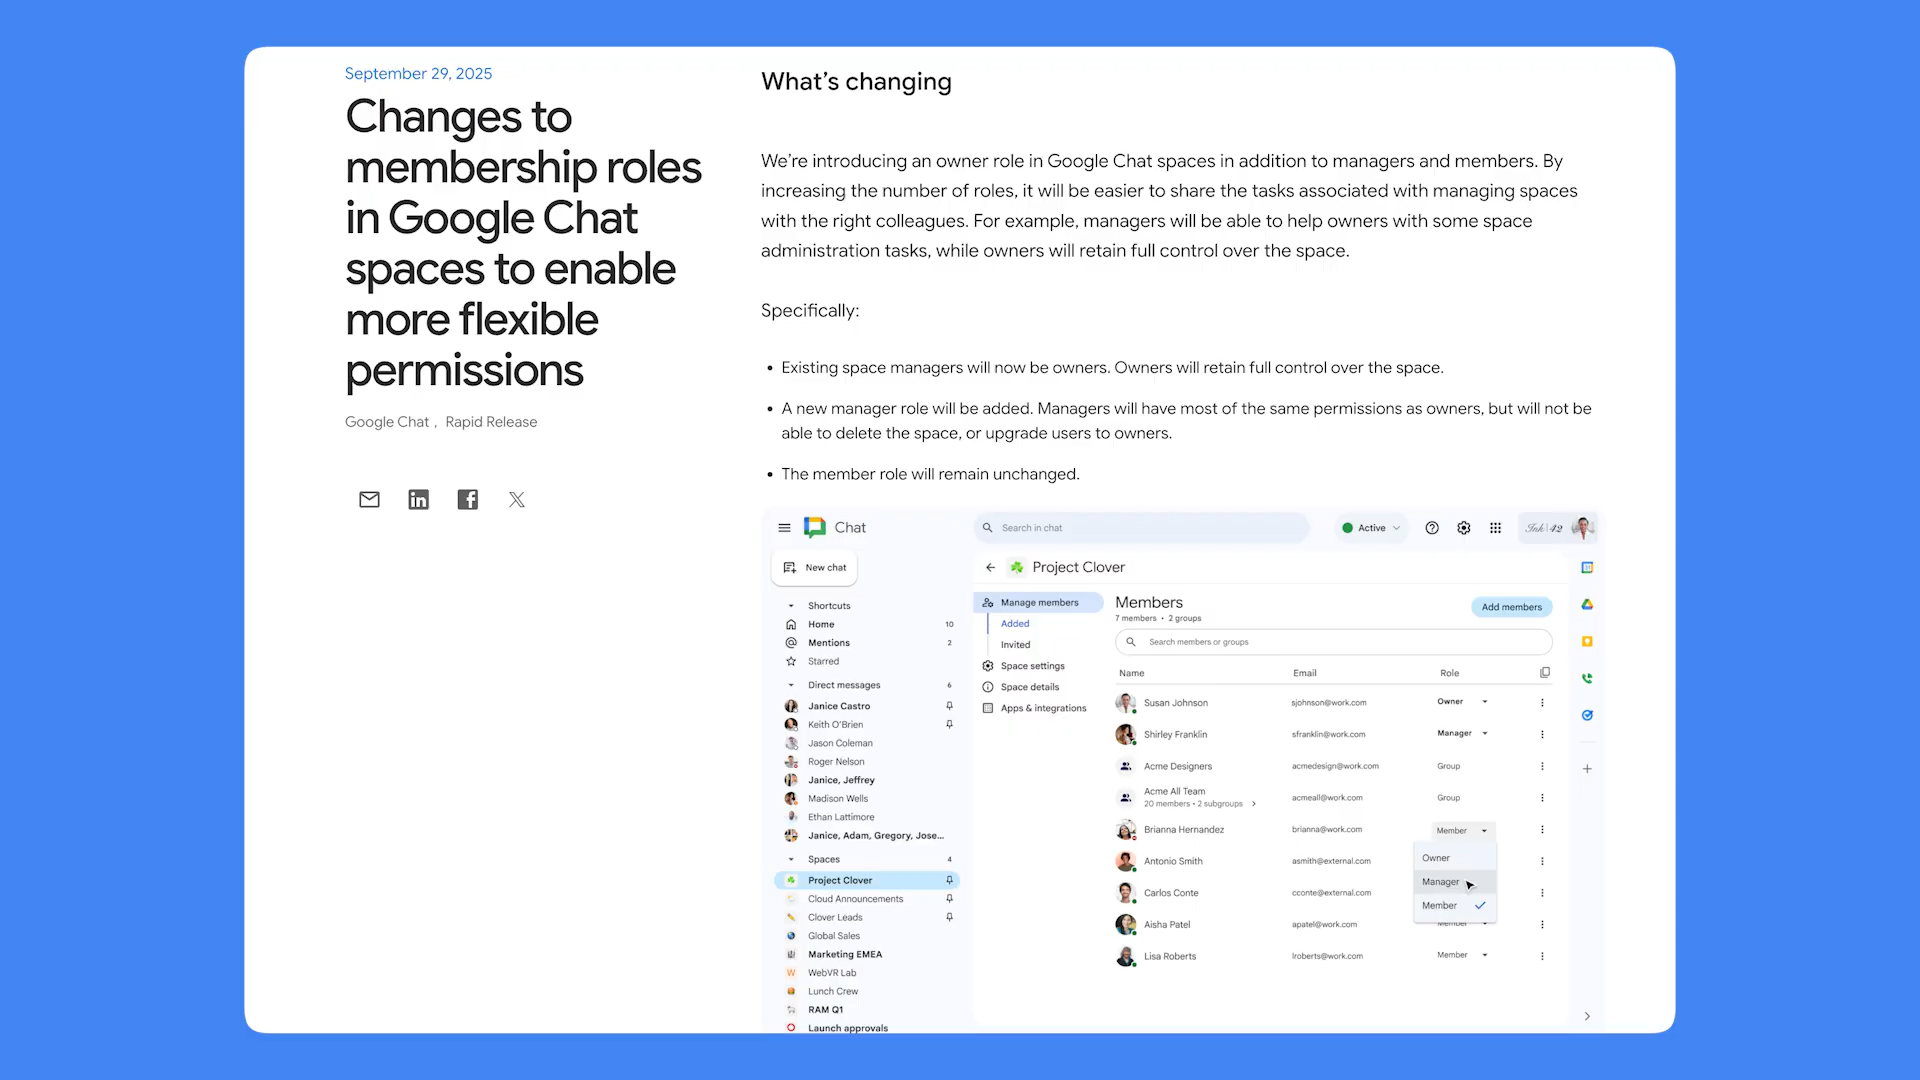 September 29, 2025
Changes to
membership roles
in Google Chat
spaces to enable
more flexible
permissions
Google Chat , Rapid Release
What's changing
We're introducing an owner role in Google Chat spaces in addition to managers and members. By
increasing the number of roles, it will be easier to share the tasks associated with managing spaces
with the right colleagues. For example, managers will be able to help owners with some space
administration tasks, while owners will retain full control over the space.
Specifically:
• Existing space managers will now be owners. Owners will retain full control over the space.
• A new manager role will be added. Managers will have most of the same permissions as owners, but will not be
able to delete the space, or upgrade users to owners.
• The member role will remain unchanged.
Chat
Search in chat
Active
Ink 42
New chat
Shortcuts
Home 10
Mentions 2
Starred
Direct messages 6
Janice Castro
Keith O'Brien
Jason Coleman
Roger Nelson
Janice, Jeffrey
Madison Wells
Ethan Lattimore
Janice, Adam, Gregory, Jose...
Spaces 4
Project Clover
Cloud Announcements
Clover Leads
Global Sales
Marketing EMEA
WebVR Lab
Lunch Crew
RAM Q1
Launch approvals
Project Clover
Manage members
Added
Invited
Space settings
Space details
Apps & integrations
Members
7 members • 2 groups
Add members
Search members or groups
Name Email Role
Susan Johnson sjohnson@work.com Owner
Shirley Franklin sfranklin@work.com Manager
Acme Designers acmedesign@work.com Group
Acme All Team acmeall@work.com Group
20 members • 2 subgroups
Brianna Hernandez brianna@work.com Member
Antonio Smith asmith@external.com
Carlos Conte cconte@external.com
Aisha Patel apatel@work.com Member
Lisa Roberts lroberts@work.com Member
Owner
Manager
Member